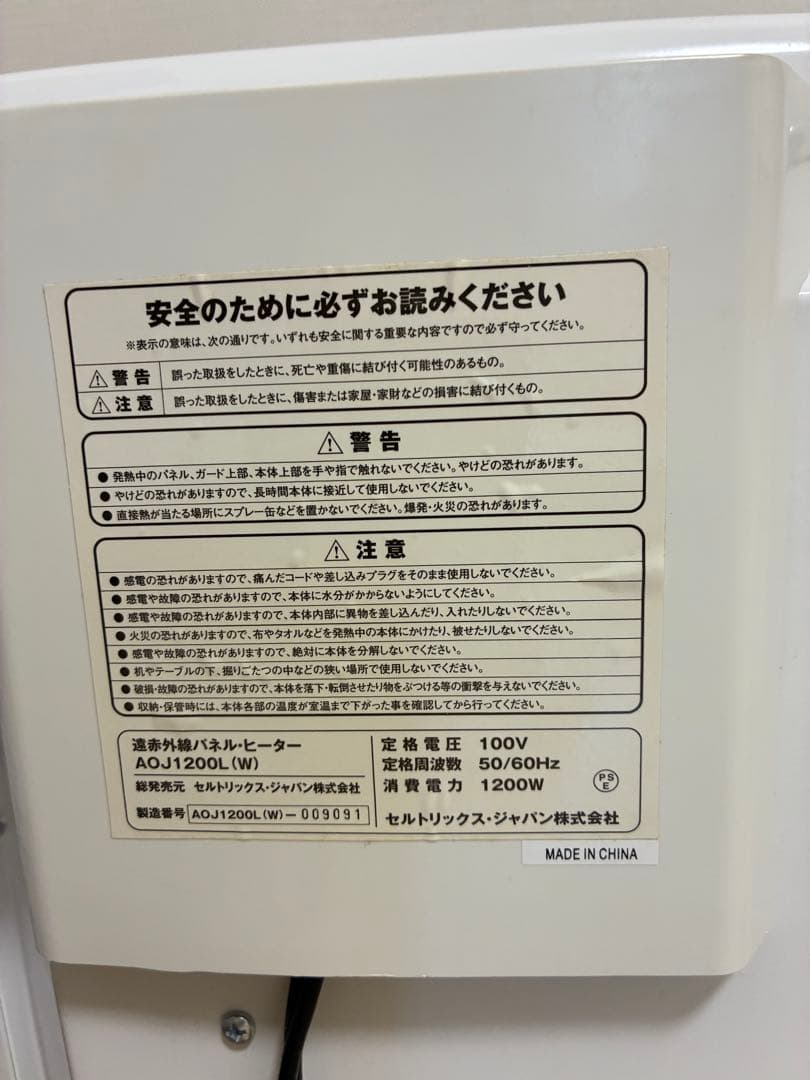 安全のために必ずお読みください
※表示の意味は、次の通りです。いずれも安全に関する重要な内容ですので必ず守ってください。
警告 誤った取扱をしたときに、死亡や重傷に結び付く可能性のあるもの。
注意 誤った取扱をしたときに、傷害または家屋・家財などの損害に結び付くもの。
警告
● 発熱中のパネル、ガード上部、本体上部を手や指で触れないでください。やけどの恐れがあります。
● やけどの恐れがありますので、長時間本体に接近して使用しないでください。
● 直接熱が当たる場所にスプレー缶などを置かないでください。爆発・火災の恐れがあります。
注意
● 感電の恐れがありますので、痛んだコードや差し込みプラグをそのまま使用しないでください。
● 感電や故障の恐れがありますので、本体に水分がかからないようにしてください。
● 感電や故障の恐れがありますので、本体内部に異物を差し込んだり、入れたりしないでください。
● 火災の恐れがありますので、布やタオルなどを発熱中の本体にかけたり、被せたりしないでください。
● 感電や故障の恐れがありますので、絶対に本体を分解しないでください。
● 机やテーブルの下、掘りごたつの中などの狭い場所で使用しないでください。
● 破損・故障の恐れがありますので、本体を落下・転倒させたり物をぶつける等の衝撃を与えないでください。
● 収納・保管時には、本体各部の温度が室温まで下がった事を確認してから行ってください。
遠赤外線パネル・ヒーター
AOJ1200L(W)
総発売元 セルトリックス・ジャパン株式会社
製造番号 AOJ1200L(W)-009091
定格電圧 100V
定格周波数 50/60Hz
消費電力 1200W
PSE
セルトリックス・ジャパン株式会社
MADE IN CHINA